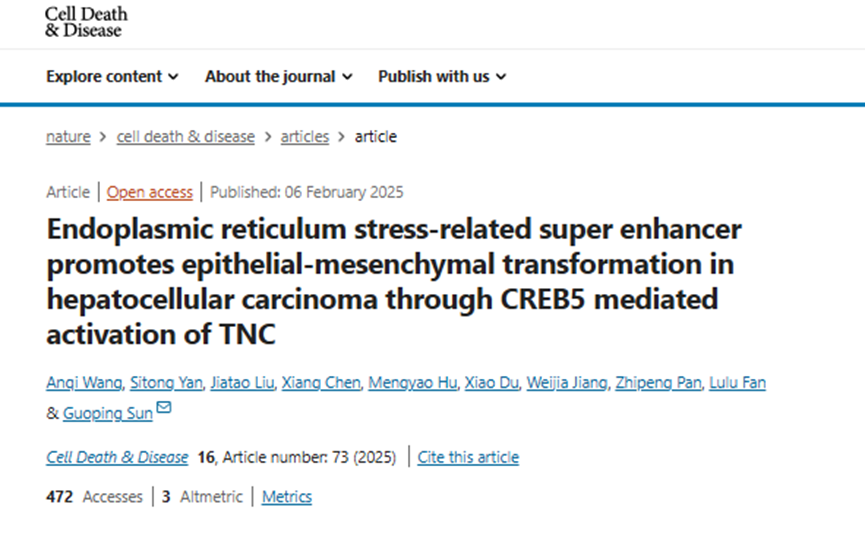 Cell Death
& Disease
Explore content About the journal Publish with us
nature > cell death & disease > articles > article
Article | Open access | Published: 06 February 2025
Endoplasmic reticulum stress-related super enhancer
promotes epithelial-mesenchymal transformation in
hepatocellular carcinoma through CREB5 mediated
activation of TNC
Anqi Wang, Sitong Yan, Jiatao Liu, Xiang Chen, Mengyao Hu, Xiao Du, Weijia Jiang, Zhipeng Pan, Lulu Fan
& Guoping Sun
Cell Death & Disease 16, Article number: 73 (2025) | Cite this article
472 Accesses | 3 Altmetric | Metrics